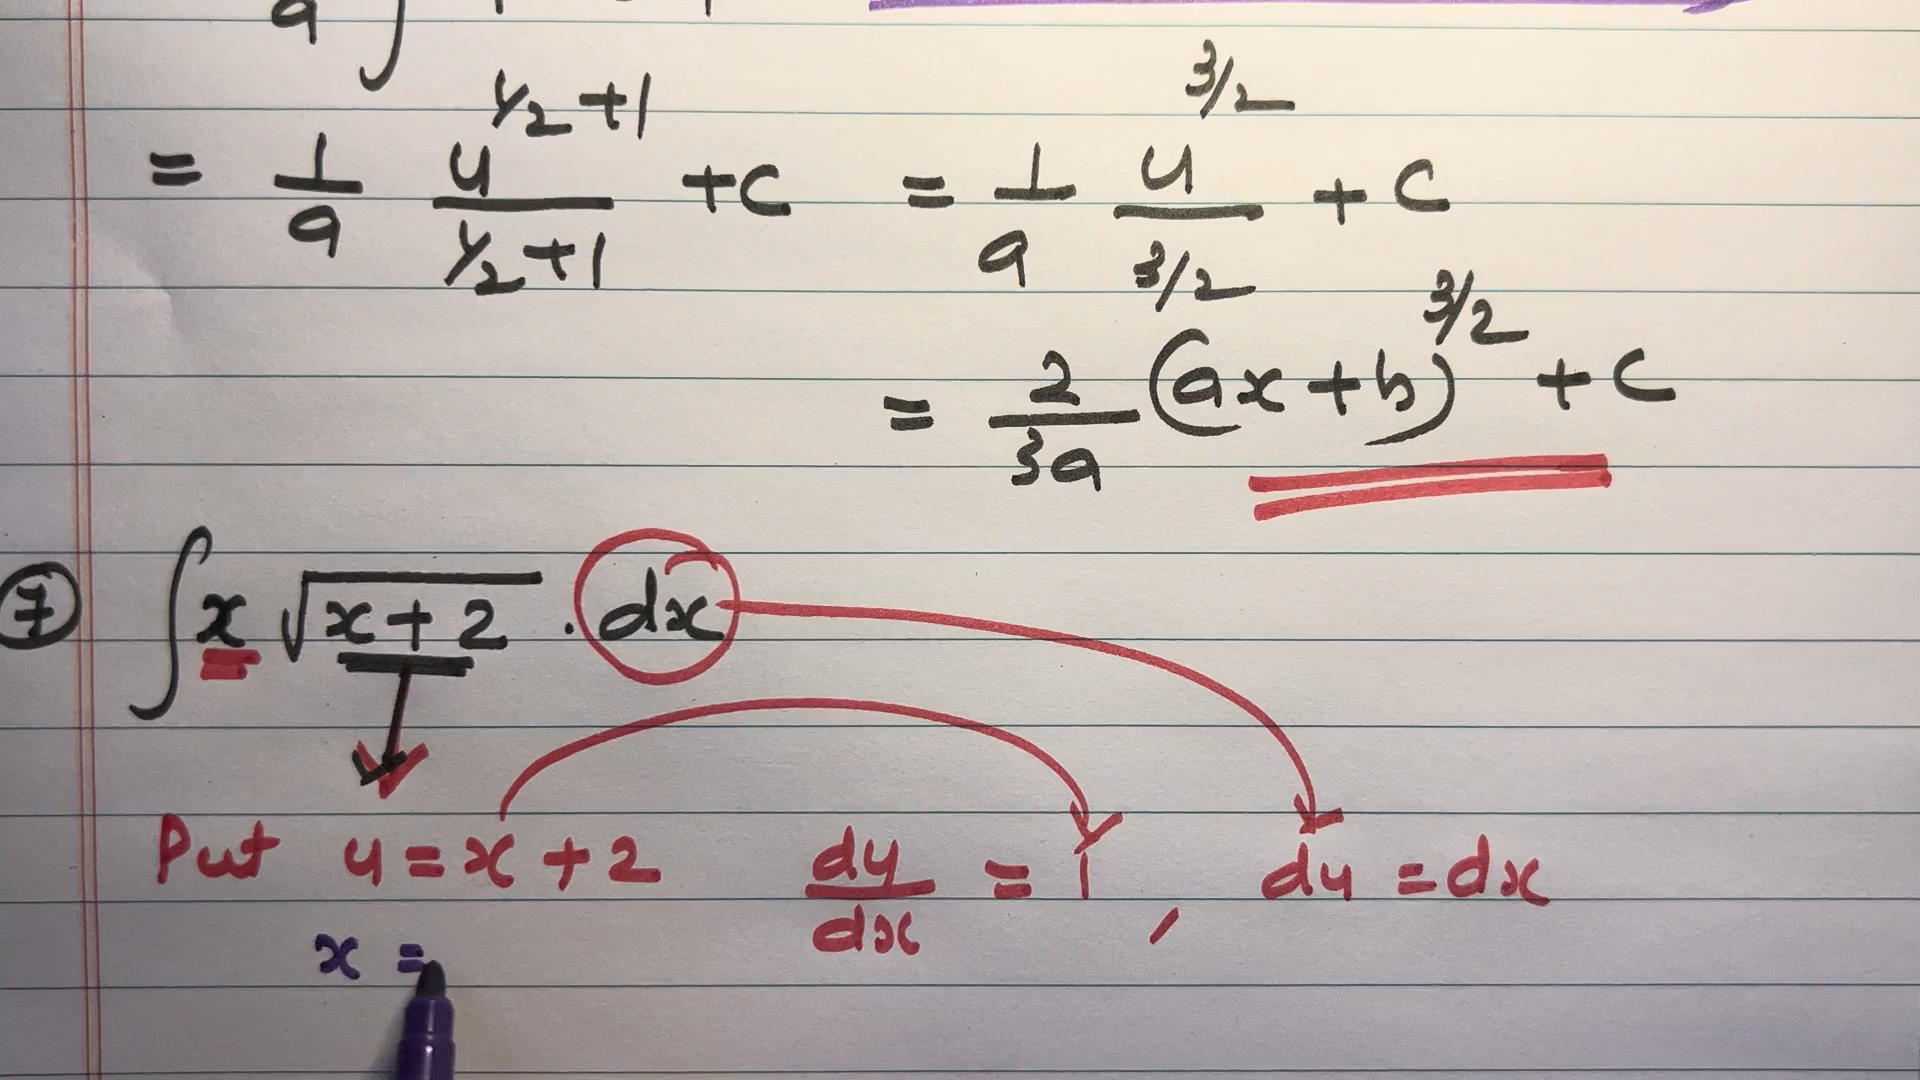 = 1/a u^(1/2+1)/(1/2+1) +C = 1/a u^(3/2)/(3/2) + C
= 2/3a (ax+b)^(3/2) + C
⑦ ∫ x √(x+2) . dx
Put u = x + 2 du/dx = 1 , du = dx
x =